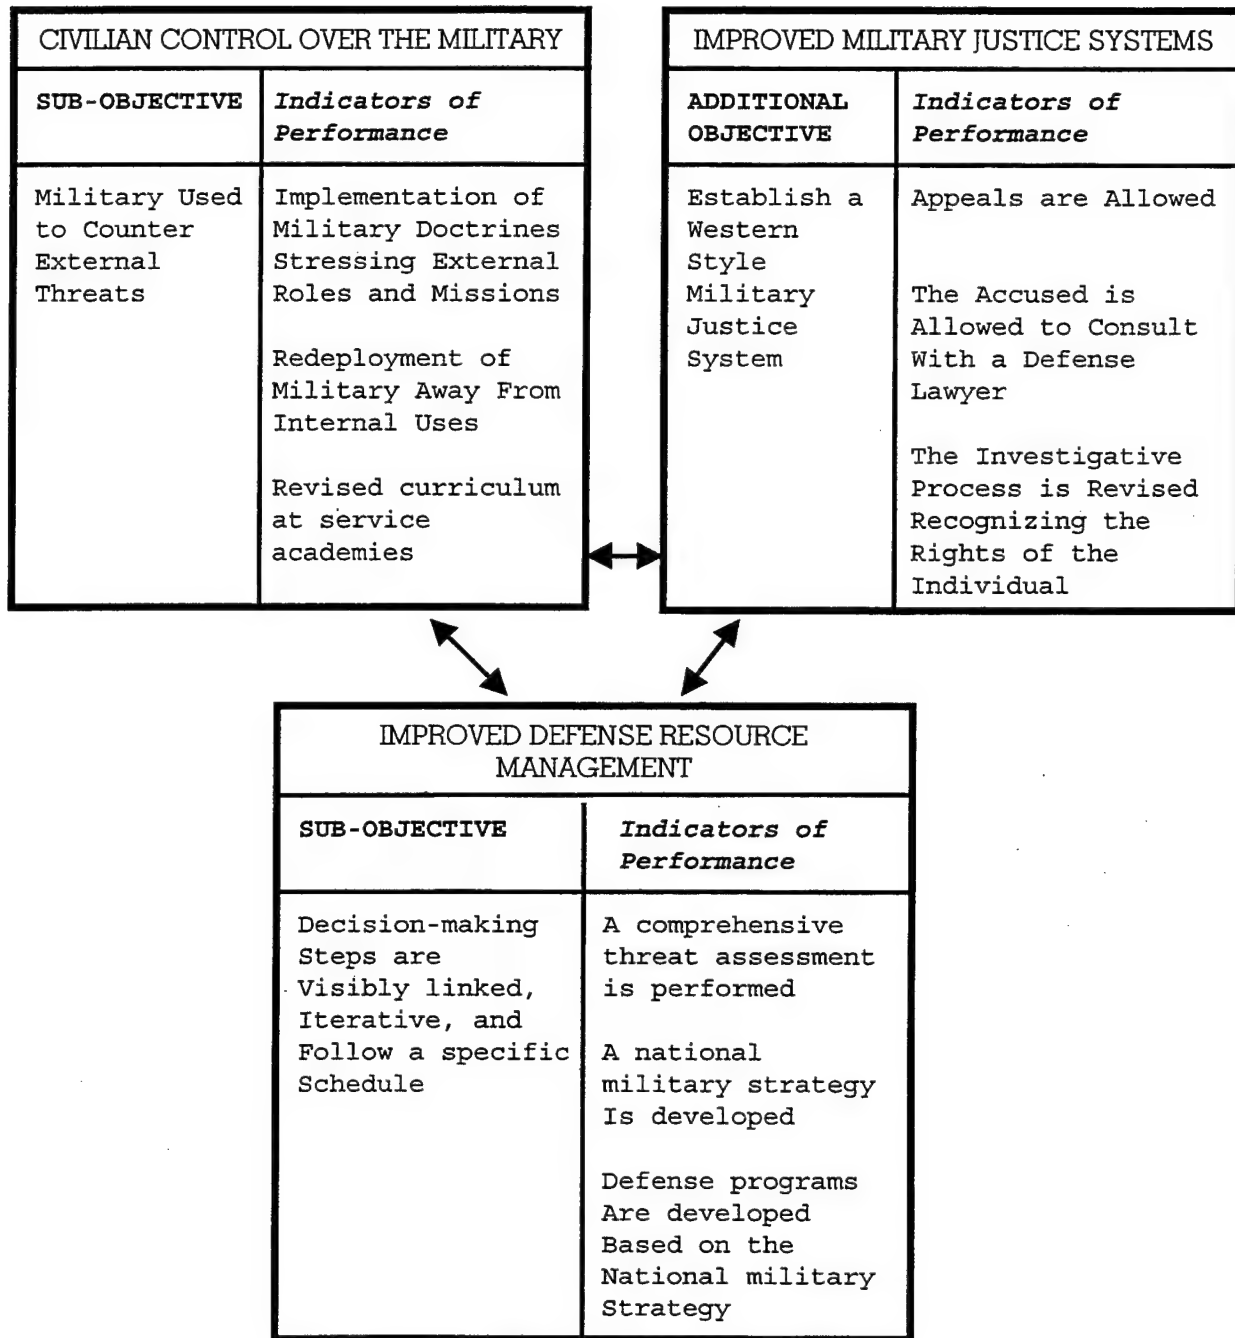 CIVILIAN CONTROL OVER THE MILITARY
SUB-OBJECTIVE
Indicators of
Performance
Military Used
to Counter
External
Threats
Implementation of
Military Doctrines
Stressing External
Roles and Missions
Redeployment of
Military Away From
Internal Uses
Revised curriculum
at service
academies
IMPROVED MILITARY JUSTICE SYSTEMS
ADDITIONAL
OBJECTIVE
Indicators of
Performance
Establish a
Western
Style
Military
Justice
System
Appeals are Allowed
The Accused is
Allowed to Consult
With a Defense
Lawyer
The Investigative
Process is Revised
Recognizing the
Rights of the
Individual
IMPROVED DEFENSE RESOURCE
MANAGEMENT
SUB-OBJECTIVE
Indicators of
Performance
Decision-making
Steps are
Visibly linked,
Iterative, and
Follow a specific
Schedule
A comprehensive
threat assessment
is performed
A national
military strategy
Is developed
Defense programs
Are developed
Based on the
National military
Strategy